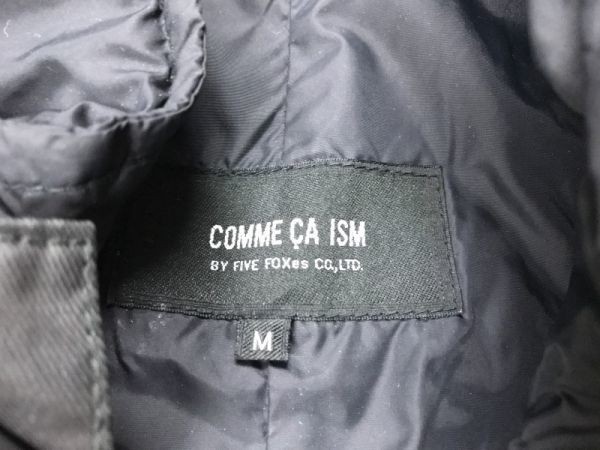 COMME ÇA ISM
BY FIVE FOXes CO.,LTD.
M